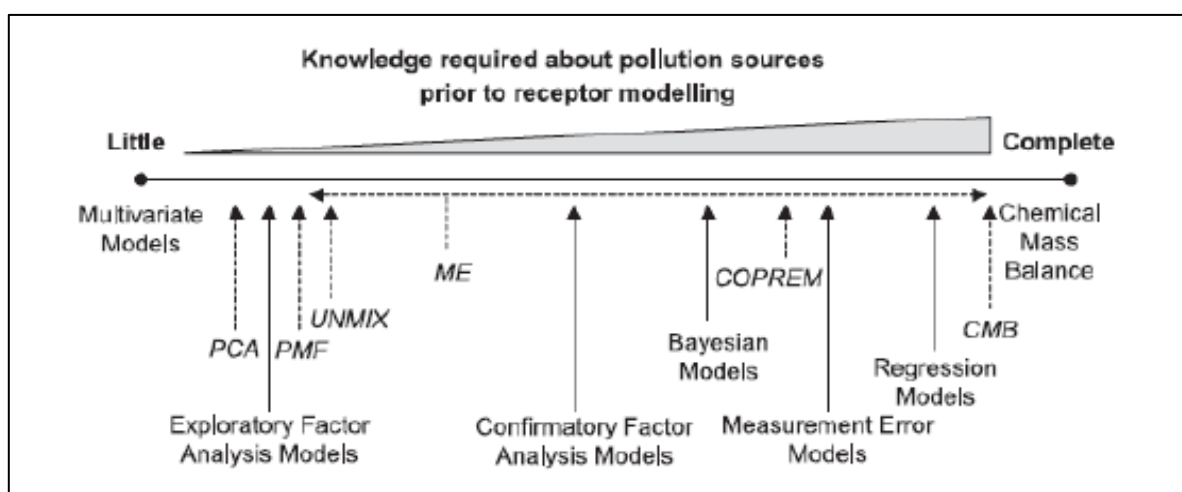 Knowledge required about pollution sources
prior to receptor modelling
Little
Complete
Multivariate
Models
Chemical
Mass
Balance
ME
COPREM
UNMIX
CMB
PCA
PMF
Bayesian
Models
Regression
Models
Exploratory Factor
Analysis Models
Confirmatory Factor
Analysis Models
Measurement Error
Models